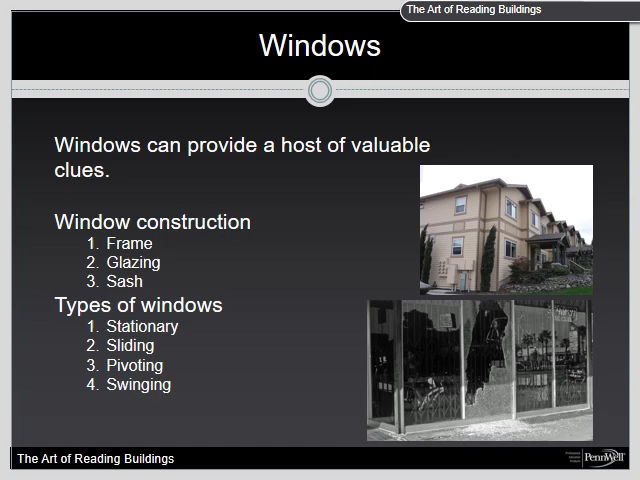 The Art of Reading Buildings
Windows
Windows can provide a host of valuable
clues.
Window construction
1. Frame
2. Glazing
3. Sash
Types of windows
1. Stationary
2. Sliding
3. Pivoting
4. Swinging
The Art of Reading Buildings
PennWell